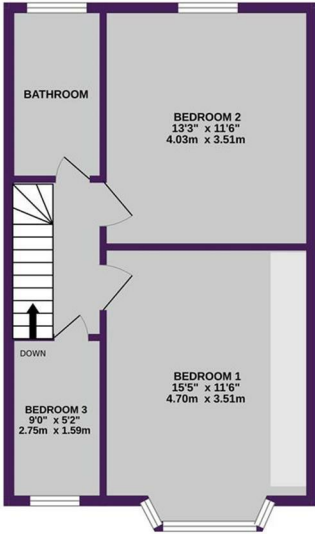 BATHROOM
BEDROOM 2
13'3" x 11'6"
4.03m x 3.51m
DOWN
BEDROOM 1
15'5" x 11'6"
4.70m x 3.51m
BEDROOM 3
9'0" x 5'2"
2.75m x 1.59m